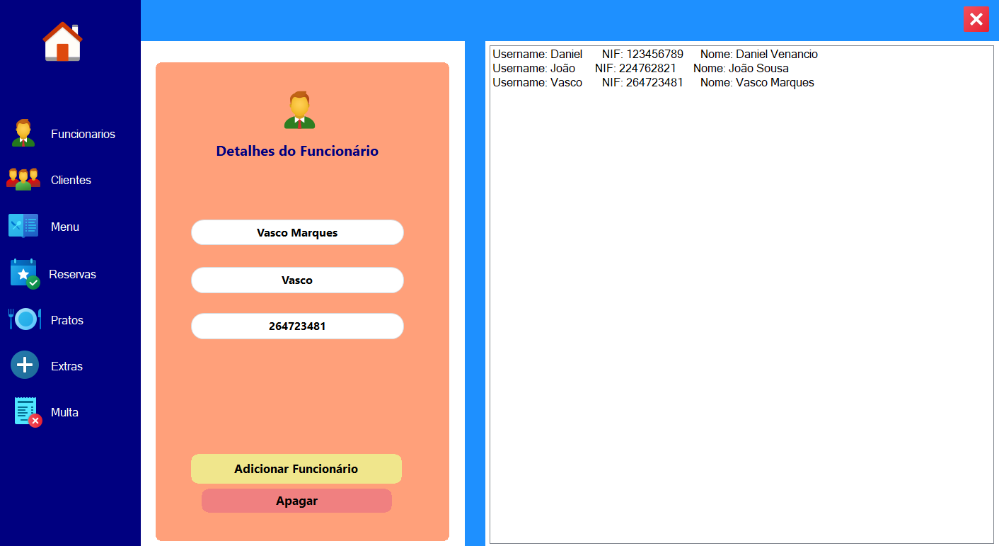 Funcionarios
Clientes
Menu
Reservas
Pratos
Extras
Multa
Detalhes do Funcionário
Vasco Marques
Vasco
264723481
Adicionar Funcionário
Apagar
Username: Daniel NIF: 123456789 Nome: Daniel Venancio
Username: João NIF: 224762821 Nome: João Sousa
Username: Vasco NIF: 264723481 Nome: Vasco Marques